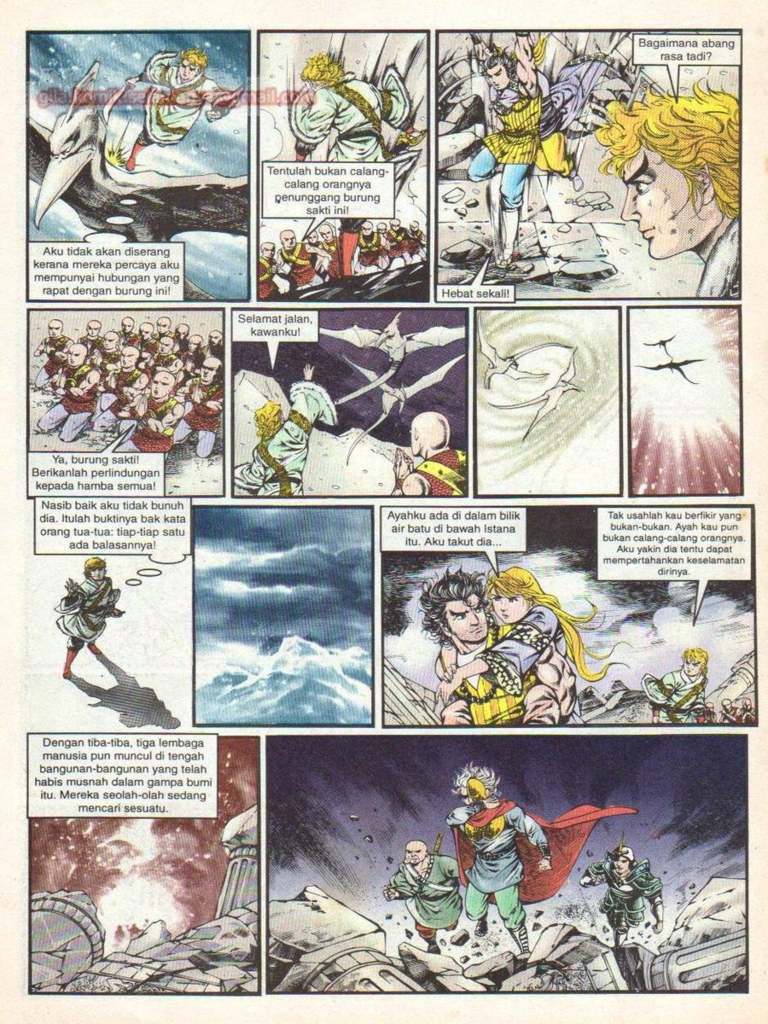 Aku tidak akan diserang
kerana mereka percaya aku
mempunyai hubungan yang
rapat dengan burung ini!
Tentulah bukan calang-
calang orangnya
penunggang burung
sakti ini!
Bagaimana abang
rasa tadi?
Hebat sekali!
Ya, burung sakti!
Berikanlah perlindungan
kepada hamba semua!
Selamat jalan,
kawanku!
Nasib baik aku tidak bunuh
dia. Itulah buktinya bak kata
orang tua-tua: tiap-tiap satu
ada balasannya!
Ayahku ada di dalam bilik
air batu di bawah Istana
itu. Aku takut dia...
Tak usahlah kau berfikir yang
bukan-bukan. Ayah kau pun
bukan calang-calang orangnya.
Aku yakin dia tentu dapat
mempertahankan keselamatan
dirinya.
Dengan tiba-tiba, tiga lembaga
manusia pun muncul di tengah
bangunan-bangunan yang telah
habis musnah dalam gampa bumi
itu. Mereka seolah-olah sedang
mencari sesuatu.